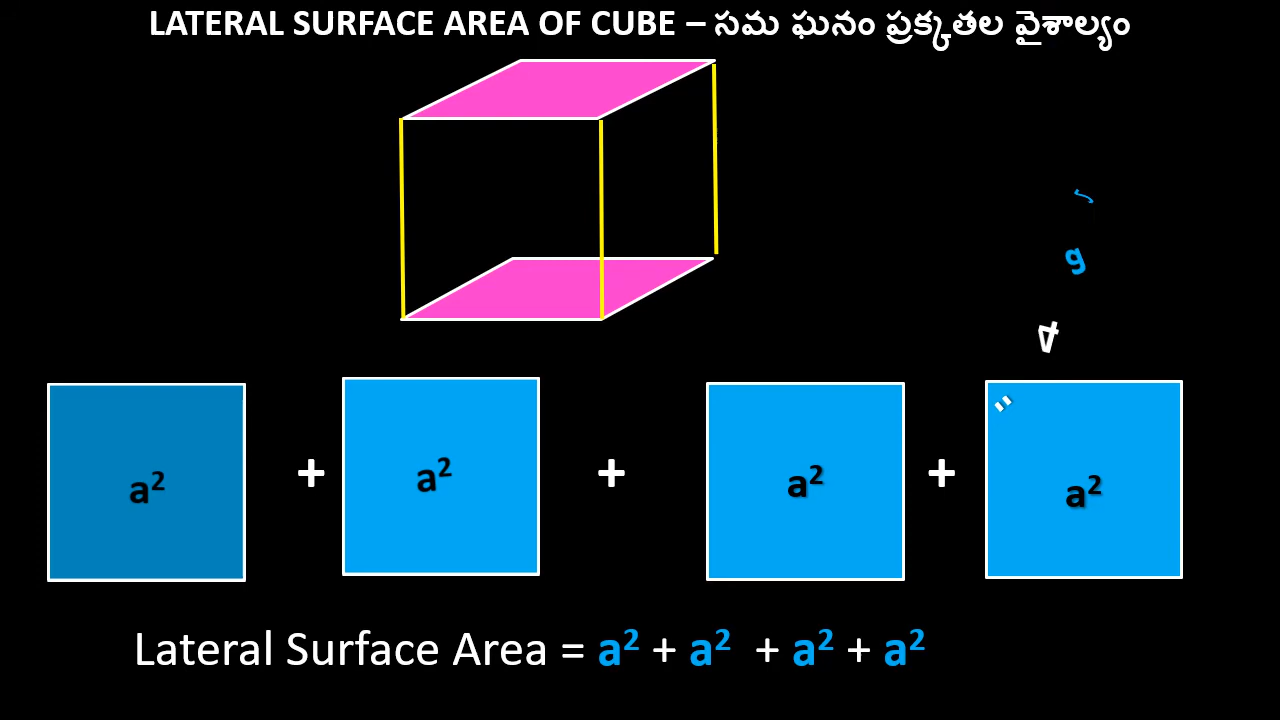 LATERAL SURFACE AREA OF CUBE – సమ ఘనం ప్రక్కతల వైశాల్యం
4
a² + a² + a² + a²
Lateral Surface Area = a² + a² + a² + a²